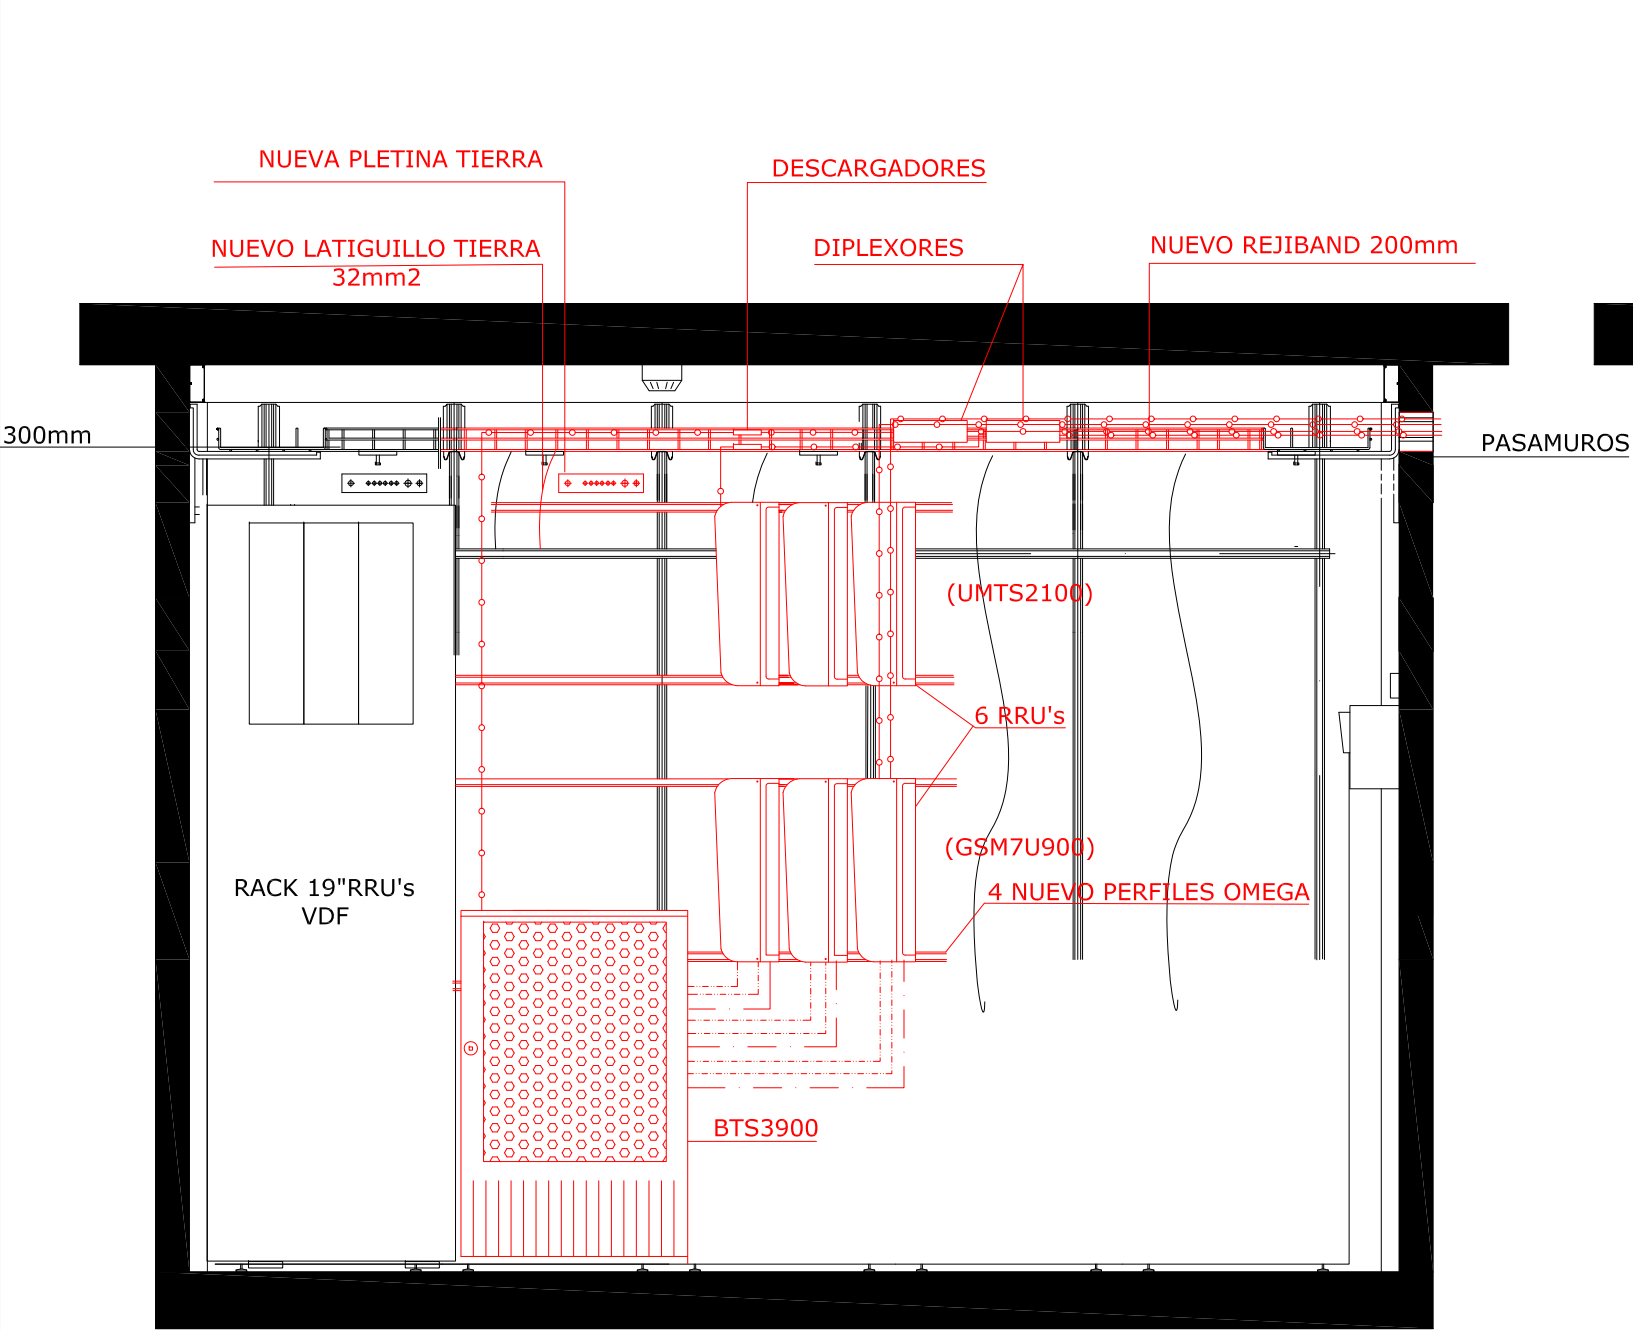 NUEVA PLETINA TIERRA
DESCARGADORES
NUEVO LATIGUILLO TIERRA
32mm2
DIPLEXORES
NUEVO REJIBAND 200mm
300mm
PASAMUROS
(UMTS2100)
6 RRU's
(GSM7U900)
4 NUEVO PERFILES OMEGA
RACK 19"RRU's
VDF
BTS3900